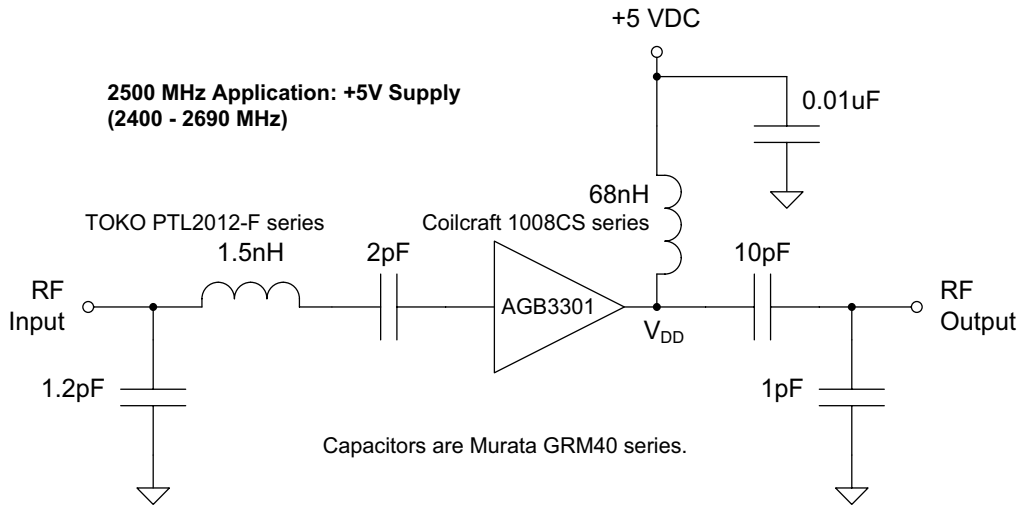 +5 VDC
2500 MHz Application: +5V Supply
(2400 - 2690 MHz)
0.01uF
68nH
TOKO PTL2012-F series
Coilcraft 1008CS series
1.5nH
2pF
10pF
RF
Input
AGB3301
RF
Output
VDD
1.2pF
1pF
Capacitors are Murata GRM40 series.